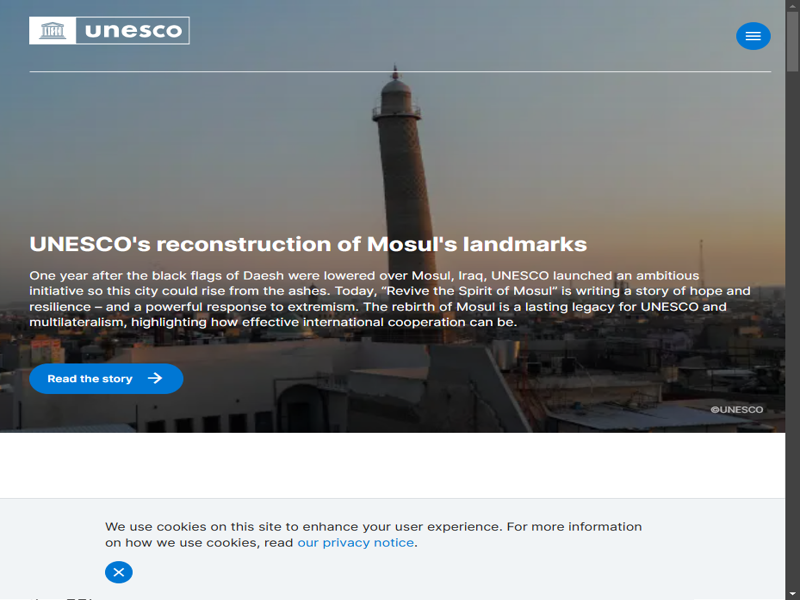 unesco
UNESCO's reconstruction of Mosul's landmarks
One year after the black flags of Daesh were lowered over Mosul, Iraq, UNESCO launched an ambitious
initiative so this city could rise from the ashes. Today, “Revive the Spirit of Mosul” is writing a story of hope and
resilience – and a powerful response to extremism. The rebirth of Mosul is a lasting legacy for UNESCO and
multilateralism, highlighting how effective international cooperation can be.
Read the story
©UNESCO
We use cookies on this site to enhance your user experience. For more information
on how we use cookies, read our privacy notice.